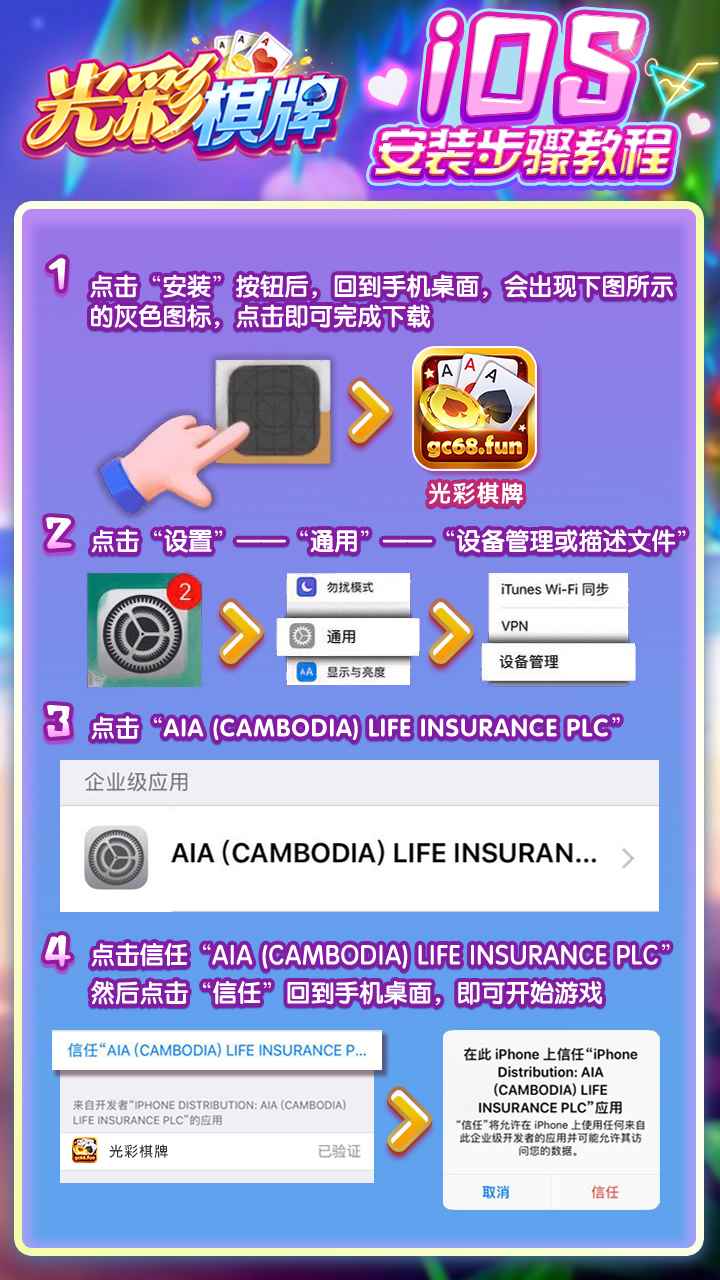 光彩棋牌
iOS
安装步骤教程
1
点击“安装”按钮后，回到手机桌面，会出现下图所示
的灰色图标，点击即可完成下载
A A A
gc68.fun
光彩棋牌
2 点击“设置”——“通用”——“设备管理或描述文件”
2
勿扰模式
通用
AA 显示与亮度
iTunes Wi-Fi 同步
VPN
设备管理
3 点击“AIA (CAMBODIA) LIFE INSURANCE PLC”
企业级应用
AIA (CAMBODIA) LIFE INSURAN...
4 点击信任“AIA (CAMBODIA) LIFE INSURANCE PLC”
然后点击“信任”回到手机桌面，即可开始游戏
信任“AIA (CAMBODIA) LIFE INSURANCE P...
来自开发者“IPHONE DISTRIBUTION: AIA (CAMBODIA)
LIFE INSURANCE PLC”的应用
gc68.fun
光彩棋牌 已验证
在此 iPhone 上信任“iPhone
Distribution: AIA
(CAMBODIA) LIFE
INSURANCE PLC”应用
“信任”将允许在 iPhone 上使用任何来自
此企业级开发者的应用并可能允许其访
问您的数据。
取消 信任